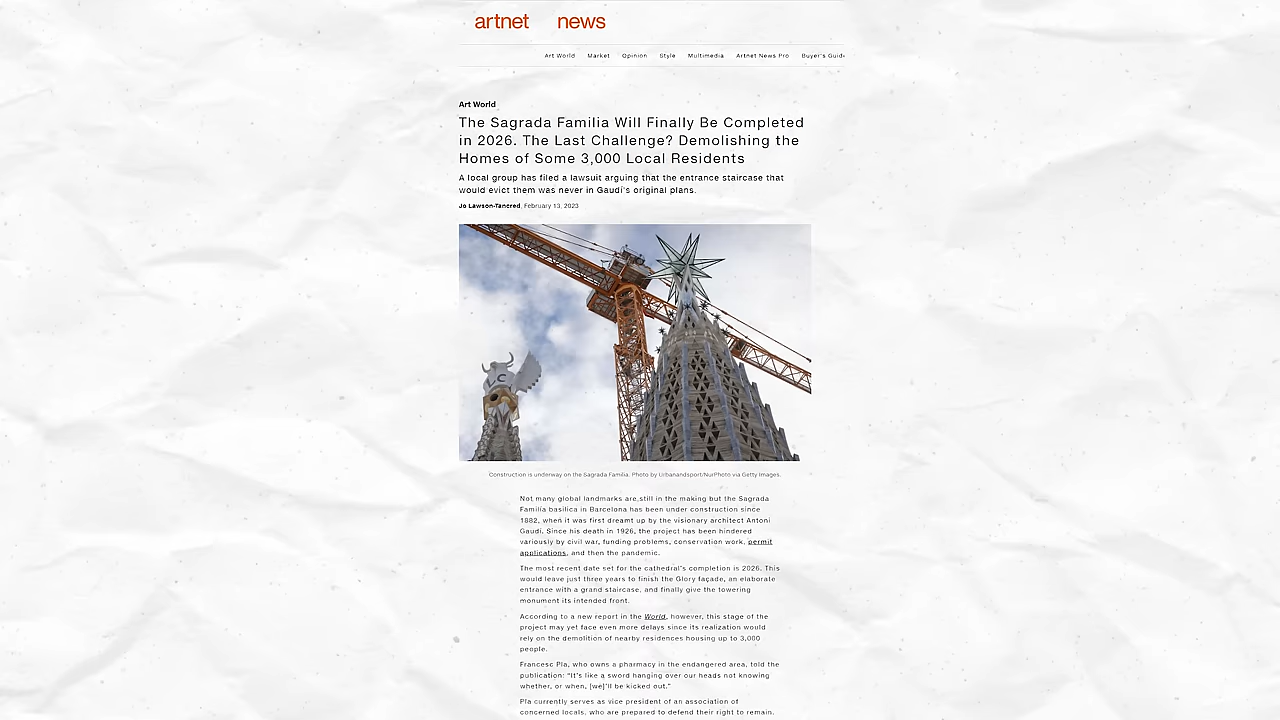 artnet news
Art World Market Opinion Style Multimedia Artnet News Pro Buyer's Guid
Art World
The Sagrada Familia Will Finally Be Completed
in 2026. The Last Challenge? Demolishing the
Homes of Some 3,000 Local Residents
A local group has filed a lawsuit arguing that the entrance staircase that
would evict them was never in Gaudí's original plans.
Jo Lawson-Tancred, February 13, 2023
Construction is underway on the Sagrada Familia. Photo by Urbanandsport/NurPhoto via Getty Images.
Not many global landmarks are still in the making but the Sagrada
Família basilica in Barcelona has been under construction since
1882, when it was first dreamt up by the visionary architect Antoni
Gaudí. Since his death in 1926, the project has been hindered
variously by civil war, funding problems, conservation work, permit
applications, and then the pandemic.
The most recent date set for the cathedral's completion is 2026. This
would leave just three years to finish the Glory façade, an elaborate
entrance with a grand staircase, and finally give the towering
monument its intended front.
According to a new report in the World, however, this stage of the
project may yet face even more delays since its realization would
rely on the demolition of nearby residences housing up to 3,000
people.
Francesc Pla, who owns a pharmacy in the endangered area, told the
publication: "It's like a sword hanging over our heads not knowing
whether, or when, [we]'ll be kicked out."
Pla currently serves as vice president of an association of
concerned locals, who are prepared to defend their right to remain.